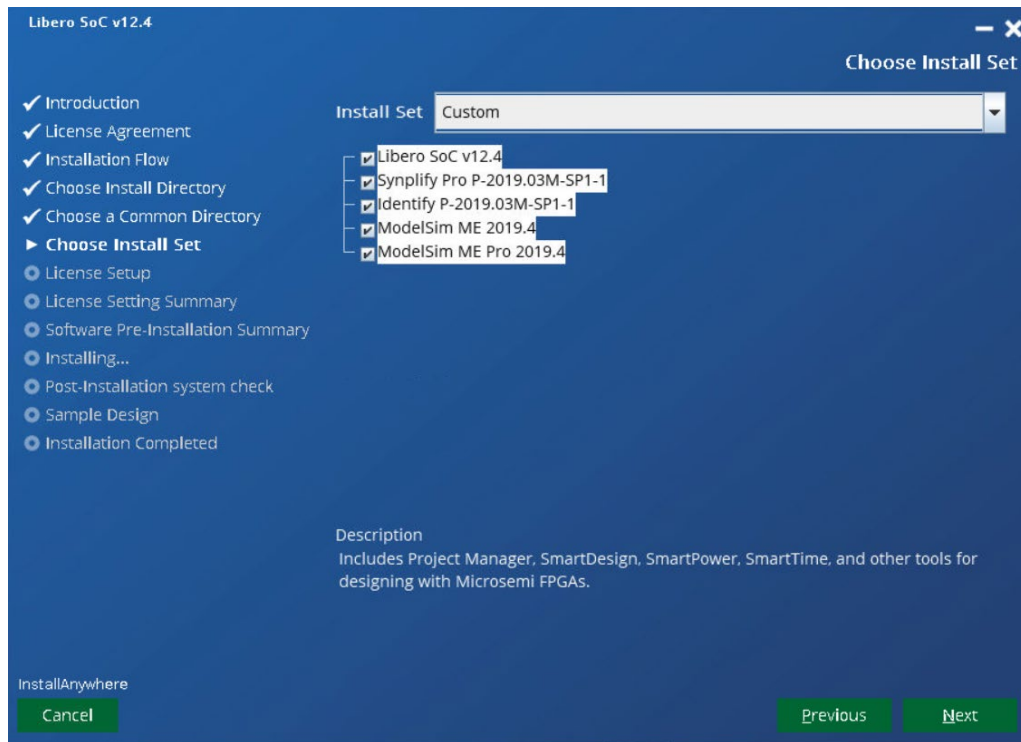 Libero SoC v12.4
Choose Install Set
Introduction
License Agreement
Installation Flow
Choose Install Directory
Choose a Common Directory
Choose Install Set
License Setup
License Setting Summary
Software Pre-Installation Summary
Installing...
Post-Installation system check
Sample Design
Installation Completed
Install Set Custom
Libero SoC v12.4
Synplify Pro P-2019.03M-SP1-1
Identify P-2019.03M-SP1-1
ModelSim ME 2019.4
ModelSim ME Pro 2019.4
Description
Includes Project Manager, SmartDesign, SmartPower, SmartTime, and other tools for
designing with Microsemi FPGAs.
InstallAnywhere
Cancel Previous Next